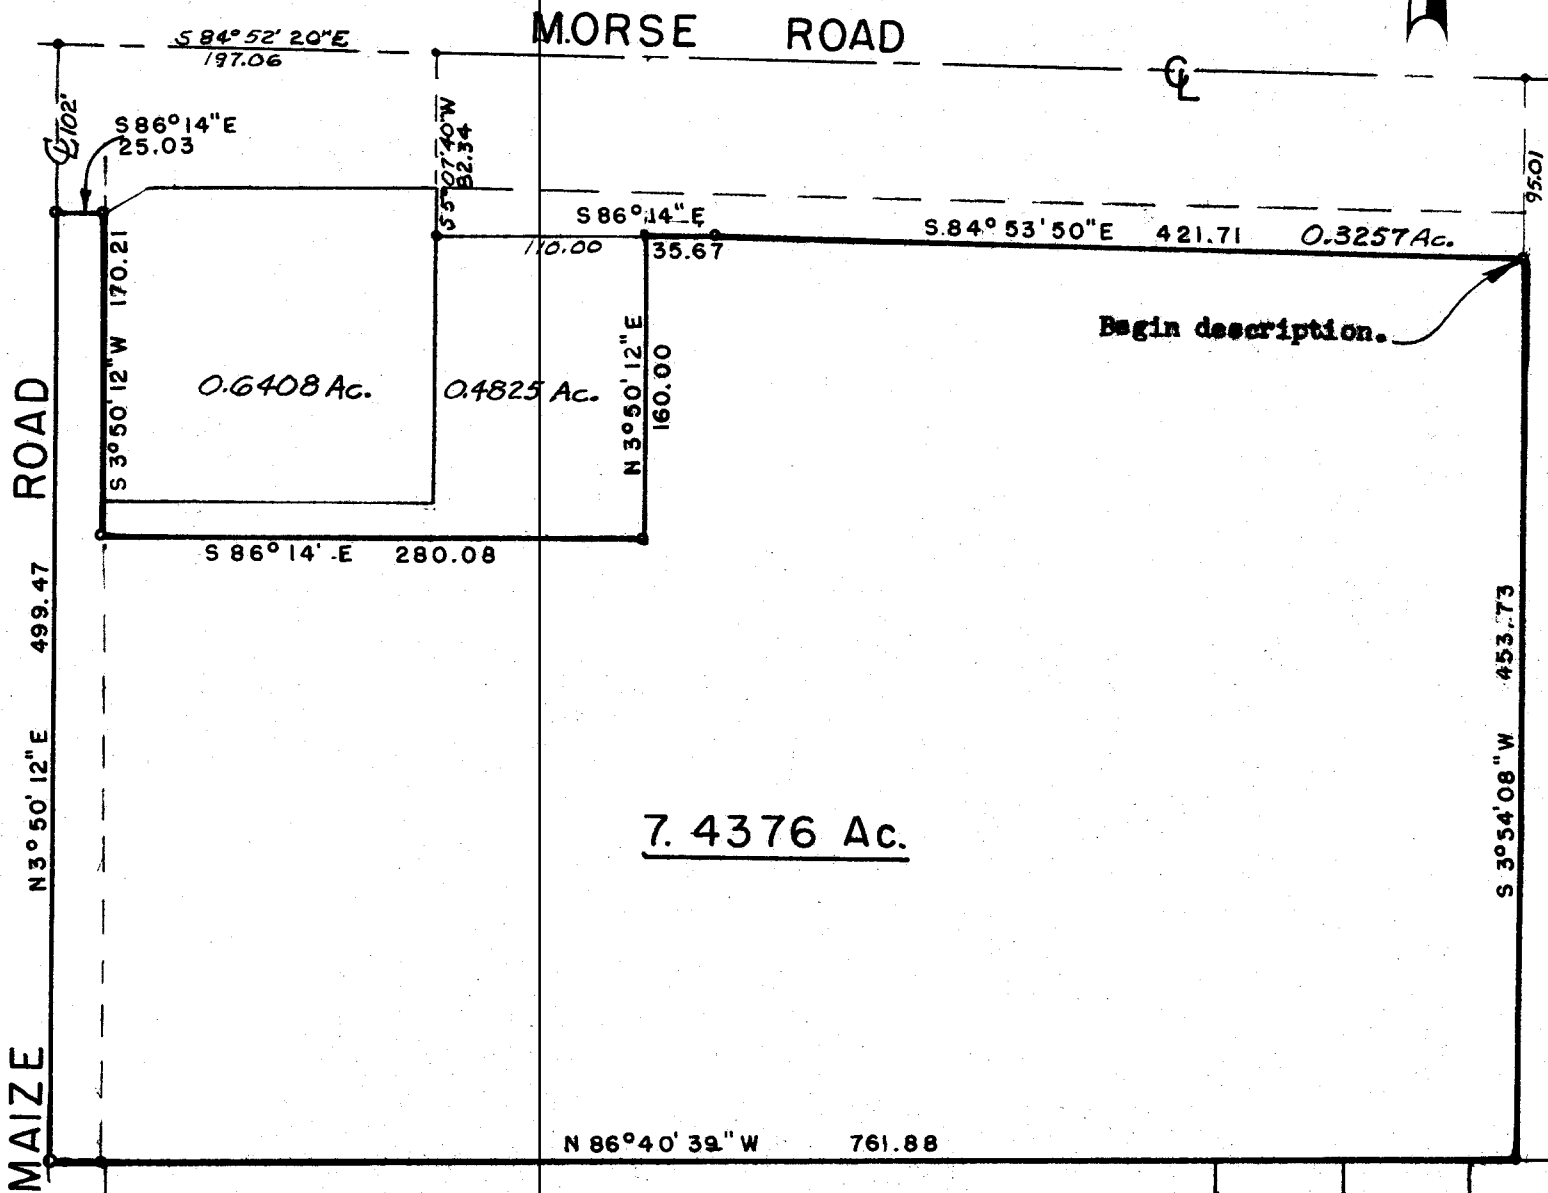 MORSE ROAD
S 84° 52' 20"E
197.06
C̵L
102'
S 86° 14" E
25.03
S 5° 07' 40" W
82.34
95.01
S 86° 14" E
110.00
35.67
S. 84° 53' 50" E 421.71 0.3257 Ac.
Begin description.
S 3° 50' 12" W 170.21
0.6408 Ac.
0.4825 Ac.
N 3° 50' 12" E
160.00
S 86° 14' E 280.08
MAIZE ROAD
N 3° 50' 12" E 499.47
7.4376 Ac.
S 3° 54' 08" W 453.73
N 86° 40' 39" W 761.88